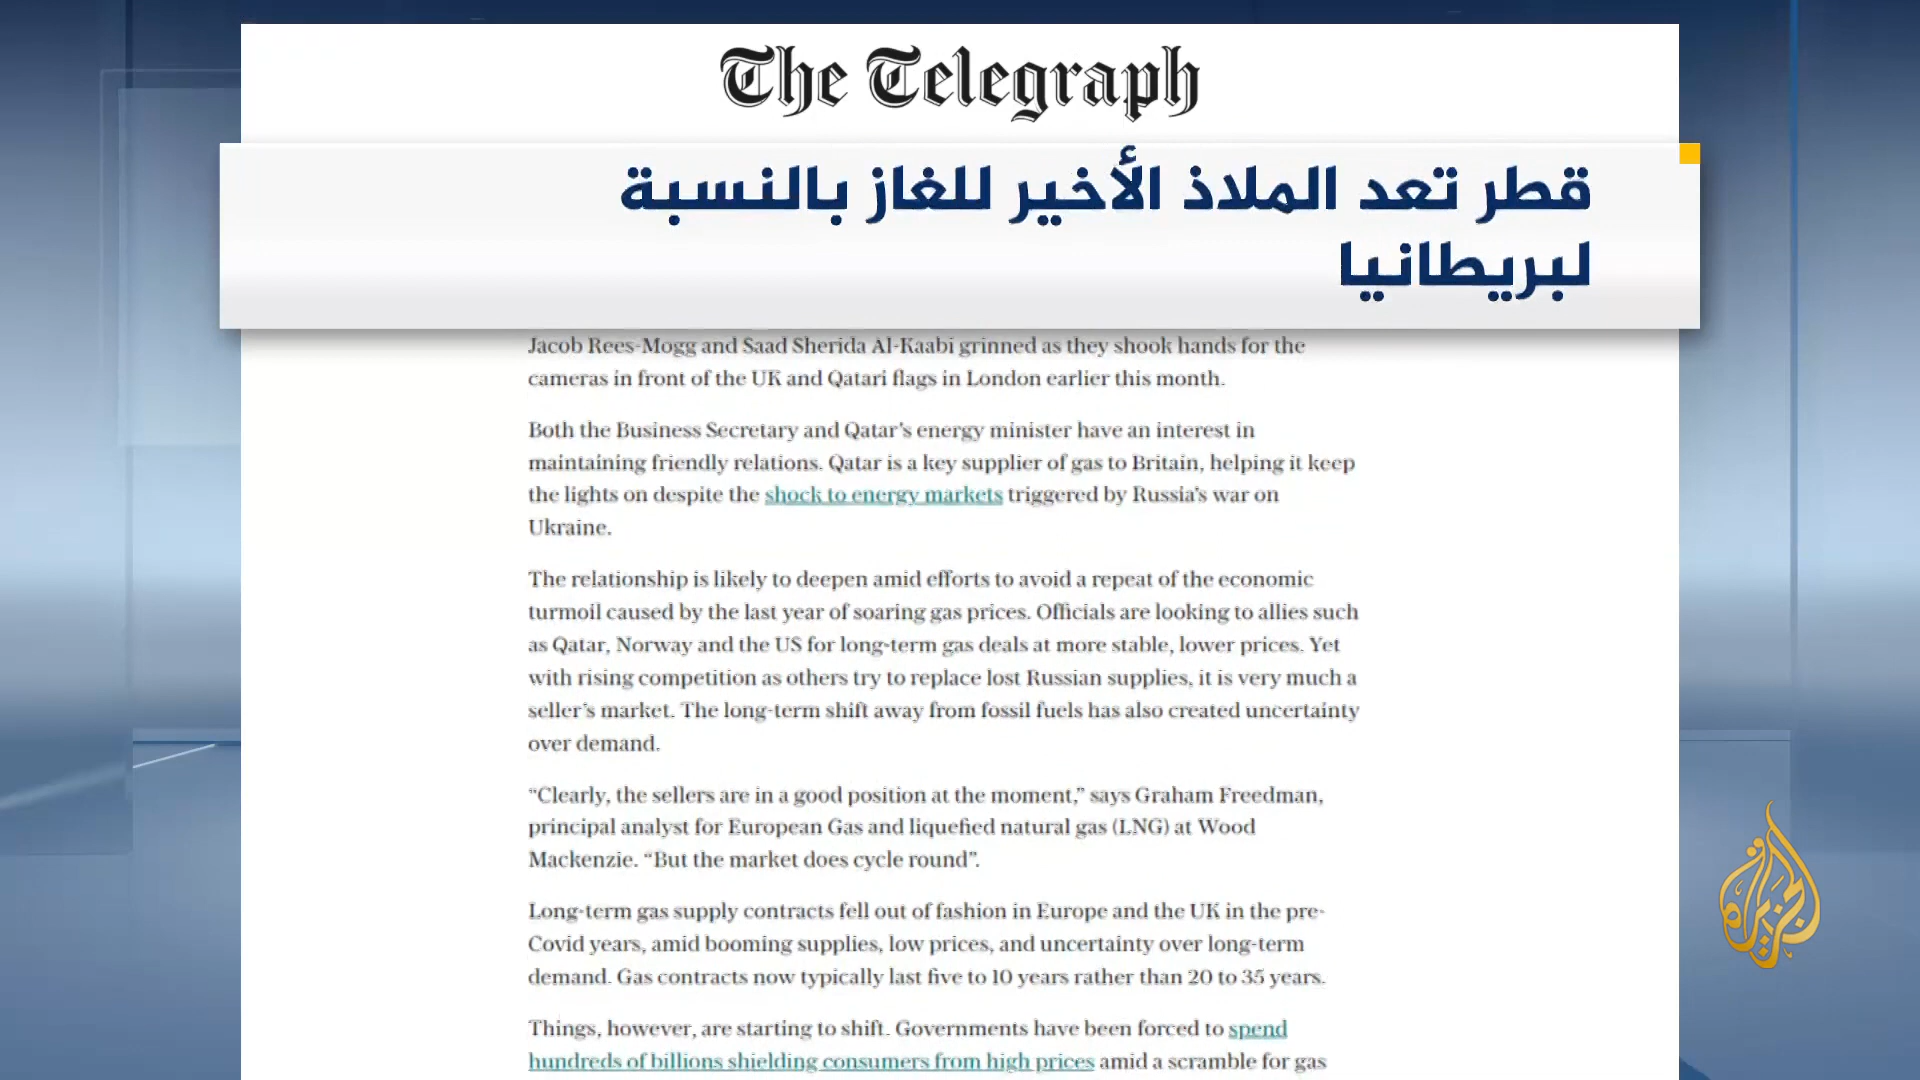 The Telegraph
قطر تعد الملاذ الأخير للغاز بالنسبة
لبريطانيا
Jacob Rees-Mogg and Saad Sherida Al-Kaabi grinned as they shook hands for the
cameras in front of the UK and Qatari flags in London earlier this month.
Both the Business Secretary and Qatar's energy minister have an interest in
maintaining friendly relations. Qatar is a key supplier of gas to Britain, helping it keep
the lights on despite the shock to energy markets triggered by Russia's war on
Ukraine.
The relationship is likely to deepen amid efforts to avoid a repeat of the economic
turmoil caused by the last year of soaring gas prices. Officials are looking to allies such
as Qatar, Norway and the US for long-term gas deals at more stable, lower prices. Yet
with rising competition as others try to replace lost Russian supplies, it is very much a
seller's market. The long-term shift away from fossil fuels has also created uncertainty
over demand.
“Clearly, the sellers are in a good position at the moment,” says Graham Freedman,
principal analyst for European Gas and liquefied natural gas (LNG) at Wood
Mackenzie. “But the market does cycle round”.
Long-term gas supply contracts fell out of fashion in Europe and the UK in the pre-
Covid years, amid booming supplies, low prices, and uncertainty over long-term
demand. Gas contracts now typically last five to 10 years rather than 20 to 35 years.
Things, however, are starting to shift. Governments have been forced to spend
hundreds of billions shielding consumers from high prices amid a scramble for gas
الجزيرة